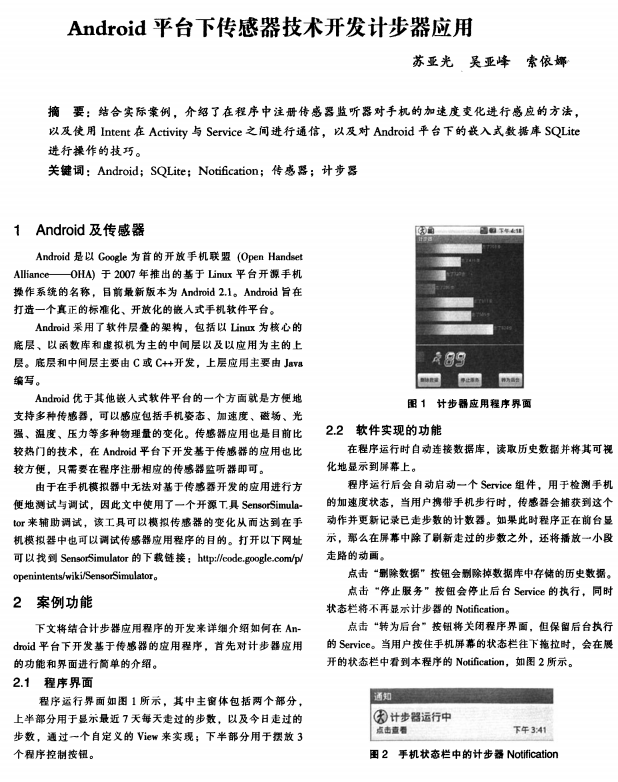 Android 平台下传感器技术开发计步器应用
苏亚光 吴亚峰 索依娜
摘 要：结合实际案例，介绍了在程序中注册传感器监听器对手机的加速度变化进行感应的方法，
以及使用 Intent 在 Activity 与 Service 之间进行通信，以及对 Android 平台下的嵌入式数据库 SQLite
进行操作的技巧。
关键词：Android；SQLite；Notification；传感器；计步器
1 Android 及传感器
Android 是以 Google 为首的开放手机联盟 (Open Handset
Alliance——OHA) 于 2007 年推出的基于 Linux 平台开源手机
操作系统的名称，目前最新版本为 Android 2.1。Android 旨在
打造一个真正的标准化、开放化的嵌入式手机软件平台。
Android 采用了软件层叠的架构，包括以 Linux 为核心的
底层、以函数库和虚拟机为主的中间层以及以应用为主的上
层。底层和中间层主要由 C 或 C++开发，上层应用主要由 Java
编写。
Android 优于其他嵌入式软件平台的一个方面就是方便地
支持多种传感器，可以感应包括手机姿态、加速度、磁场、光
强、温度、压力等多种物理量的变化。传感器应用也是目前比
较热门的技术，在 Android 平台下开发基于传感器的应用也比
较方便，只需要在程序注册相应的传感器监听器即可。
由于在手机模拟器中无法对基于传感器开发的应用进行方
便地测试与调试，因此文中使用了一个开源工具 SensorSimula-
tor 来辅助调试，该工具可以模拟传感器的变化从而达到在手
机模拟器中也可以调试传感器应用程序的目的。打开以下网址
可以找到 SensorSimulator 的下载链接：http://code.google.com/p/
openintents/wiki/SensorSimulator。
2 案例功能
下文将结合计步器应用程序的开发来详细介绍如何在 An-
droid 平台下开发基于传感器的应用程序，首先对计步器应用
的功能和界面进行简单的介绍。
2.1 程序界面
程序运行界面如图 1 所示，其中主窗体包括两个部分，
上半部分用于显示最近 7 天每天走过的步数，以及今日走过的
步数，通过一个自定义的 View 来实现；下半部分用于摆放 3
个程序控制按钮。
下午4:18
计步器
89
删除数据 停止服务 转为后台
图 1 计步器应用程序界面
2.2 软件实现的功能
在程序运行时自动连接数据库，读取历史数据并将其可视
化地显示到屏幕上。
程序运行后会自动启动一个 Service 组件，用于检测手机
的加速度状态，当用户携带手机步行时，传感器会捕获到这个
动作并更新记录已走步数的计数器。如果此时程序正在前台显
示，那么在屏幕中除了刷新走过的步数之外，还将播放一小段
走路的动画。
点击“删除数据”按钮会删除掉数据库中存储的历史数据。
点击“停止服务”按钮会停止后台 Service 的执行，同时
状态栏将不再显示计步器的 Notification。
点击“转为后台”按钮将关闭程序界面，但保留后台执行
的 Service。当用户按住手机屏幕的状态栏往下拖拉时，会在展
开的状态栏中看到本程序的 Notification，如图 2 所示。
通知
计步器运行中
点击查看 下午 3:41
图 2 手机状态栏中的计步器 Notification